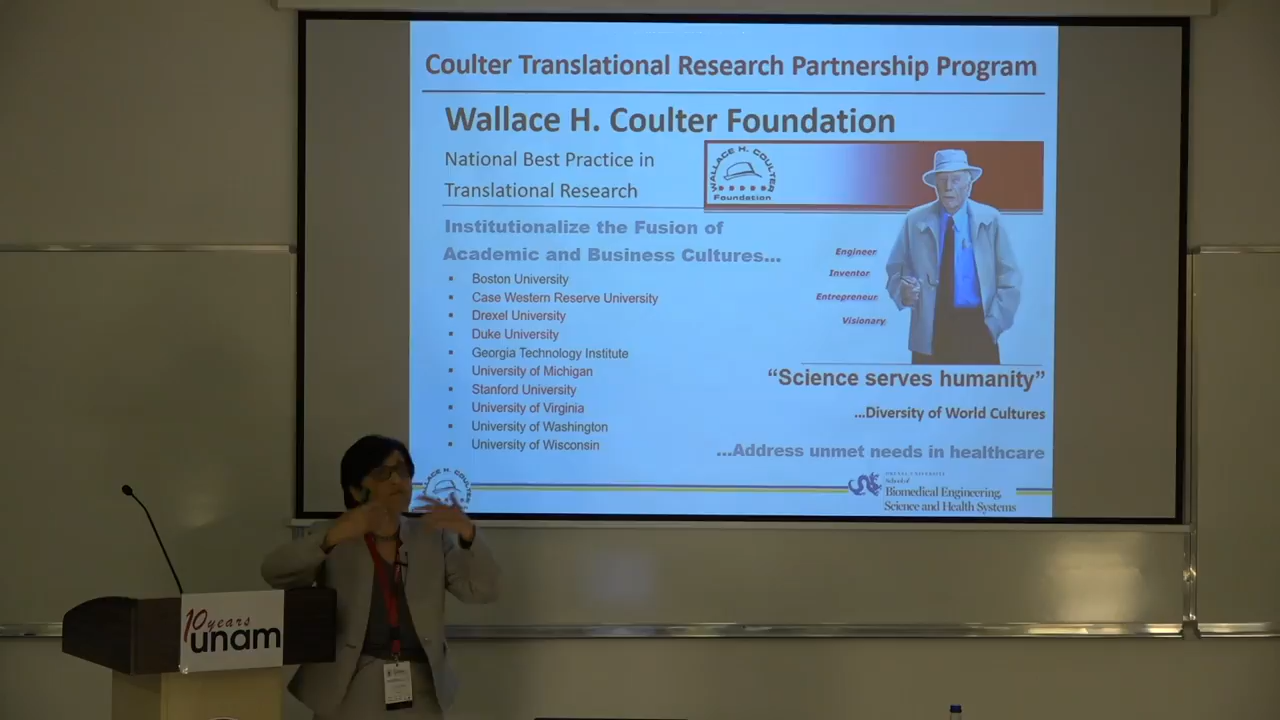 Coulter Translational Research Partnership Program
Wallace H. Coulter Foundation
National Best Practice in
Translational Research
WALLACE H. COULTER
Foundation
Institutionalize the Fusion of
Academic and Business Cultures...
Boston University
Case Western Reserve University
Drexel University
Duke University
Georgia Technology Institute
University of Michigan
Stanford University
University of Virginia
University of Washington
University of Wisconsin
Engineer
Inventor
Entrepreneur
Visionary
“Science serves humanity”
...Diversity of World Cultures
...Address unmet needs in healthcare
DREXEL UNIVERSITY
School of
Biomedical Engineering,
Science and Health Systems
10 years
unam